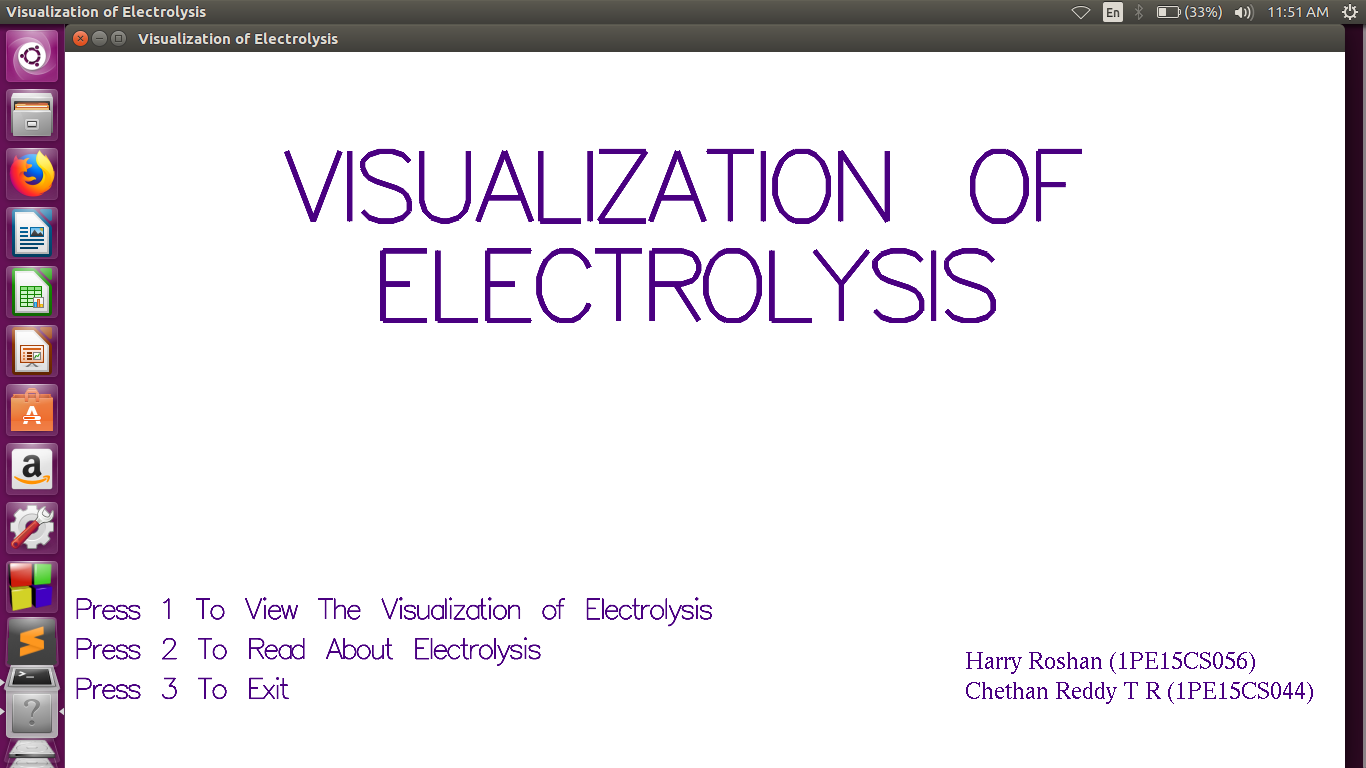 Visualization of Electrolysis
En
(33%)
11:51 AM
Visualization of Electrolysis
VISUALIZATION OF
ELECTROLYSIS
Press 1 To View The Visualization of Electrolysis
Press 2 To Read About Electrolysis
Press 3 To Exit
Harry Roshan (1PE15CS056)
Chethan Reddy T R (1PE15CS044)